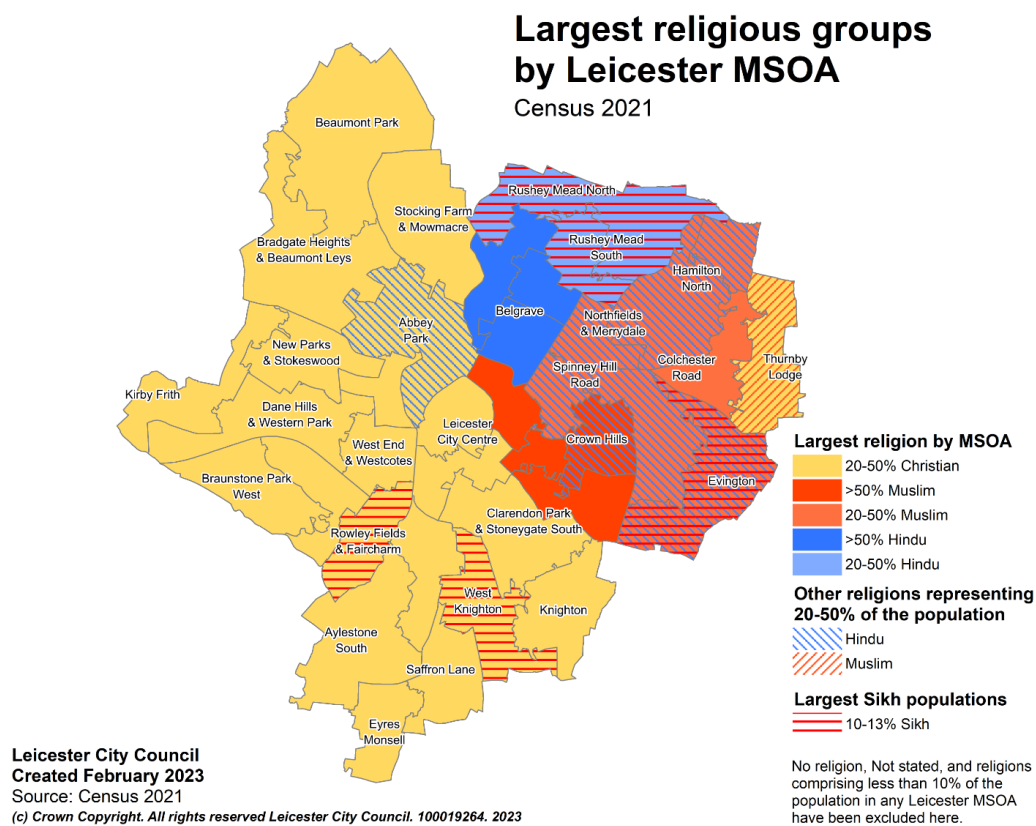 Largest religious groups
by Leicester MSOA
Census 2021
Beaumont Park
Rushey Mead North
Stocking Farm
& Mowmacre
Bradgate Heights
& Beaumont Leys
Rushey Mead
South
Hamilton
North
Belgrave
Abbey
Park
Northfields
& Merrydale
New Parks
& Stokeswood
Spinney Hill
Road
Colchester
Road
Thurnby
Lodge
Kirby Frith
Dane Hills
& Western Park
Leicester
City Centre
West End
& Westcotes
Crown Hills
Braunstone Park
West
Evington
Clarendon Park
& Stoneygate South
Rowley Fields
& Faircharm
West
Knighton
Knighton
Aylestone
South
Saffron Lane
Eyres
Monsell
Largest religion by MSOA
20-50% Christian
>50% Muslim
20-50% Muslim
>50% Hindu
20-50% Hindu
Other religions representing
20-50% of the population
Hindu
Muslim
Largest Sikh populations
10-13% Sikh
No religion, Not stated, and religions
comprising less than 10% of the
population in any Leicester MSOA
have been excluded here.
Leicester City Council
Created February 2023
Source: Census 2021
(c) Crown Copyright. All rights reserved Leicester City Council. 100019264. 2023